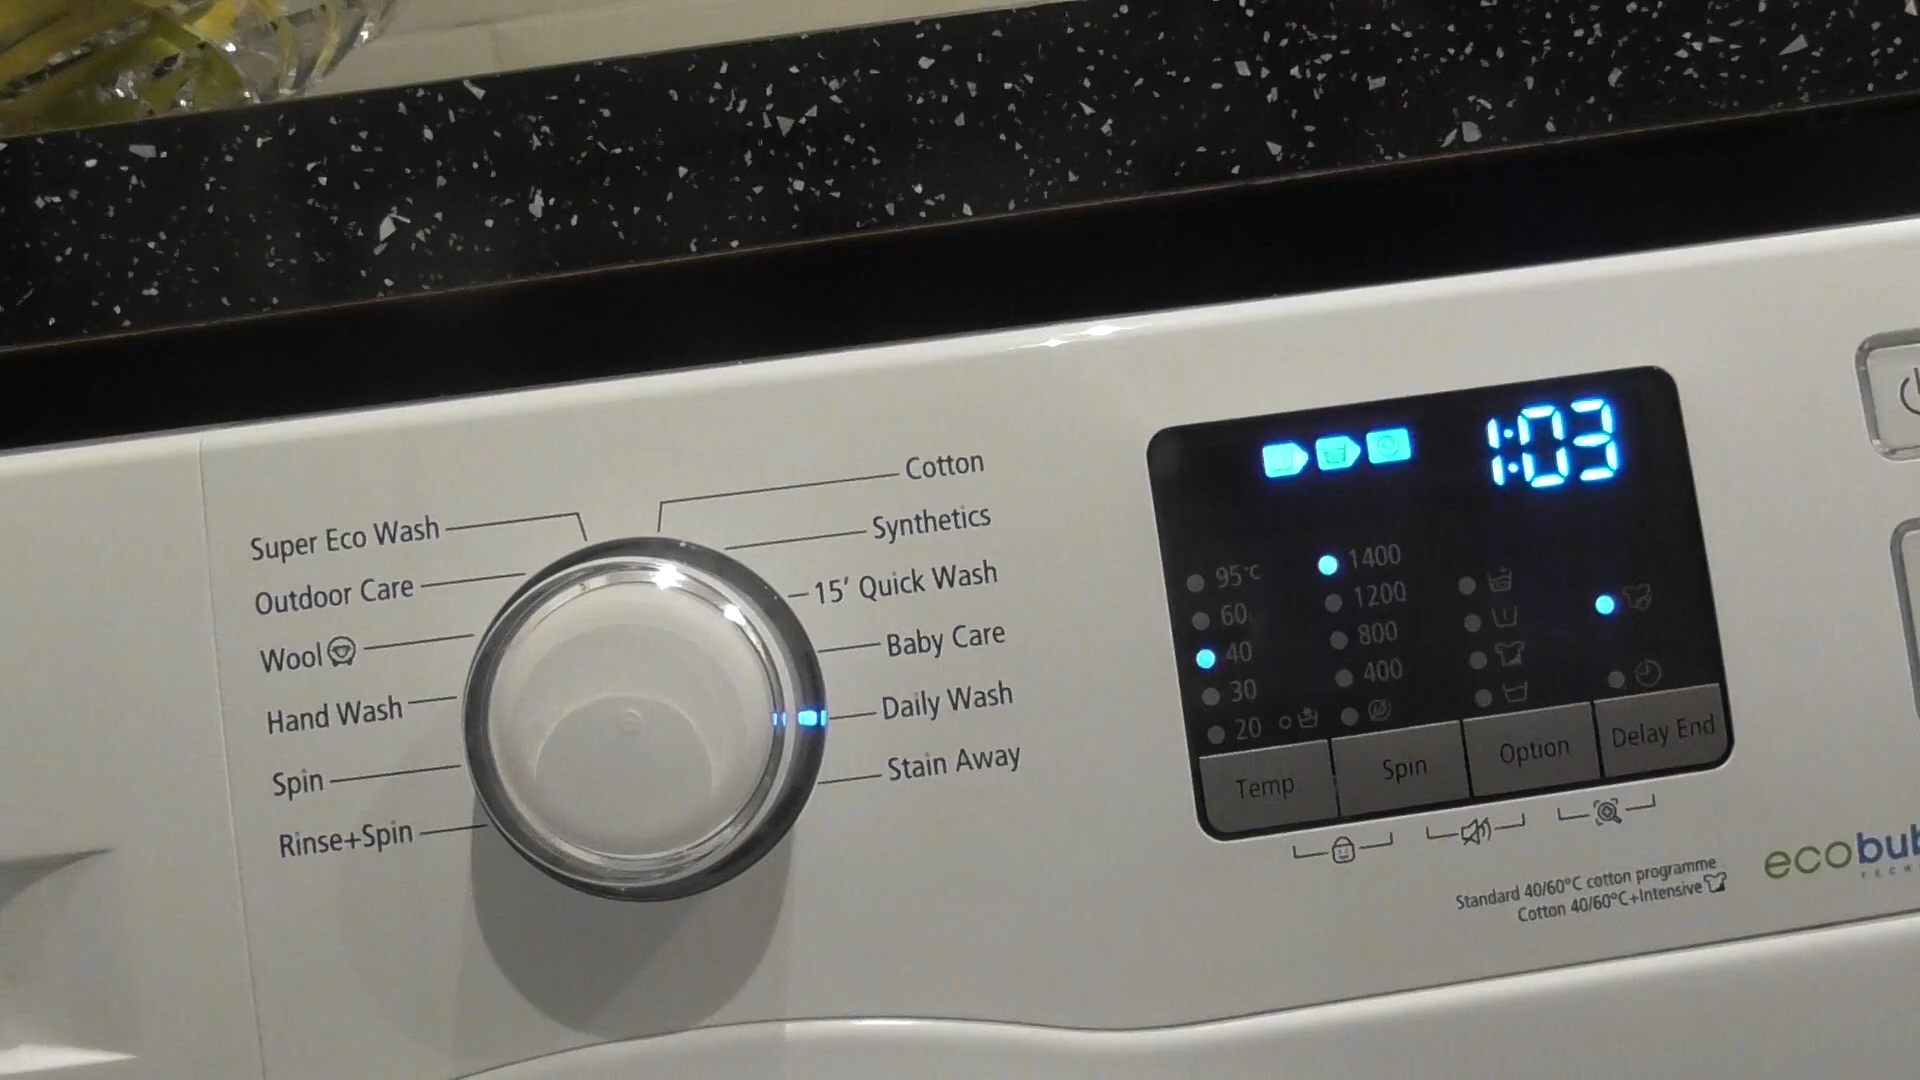 Super Eco Wash
Outdoor Care
Wool
Hand Wash
Spin
Rinse+Spin
Cotton
Synthetics
15' Quick Wash
Baby Care
Daily Wash
Stain Away
1:03
95°C
60
40
30
20
1400
1200
800
400
Temp
Spin
Option
Delay End
Standard 40/60°C cotton programme
Cotton 40/60°C+Intensive
ecobub